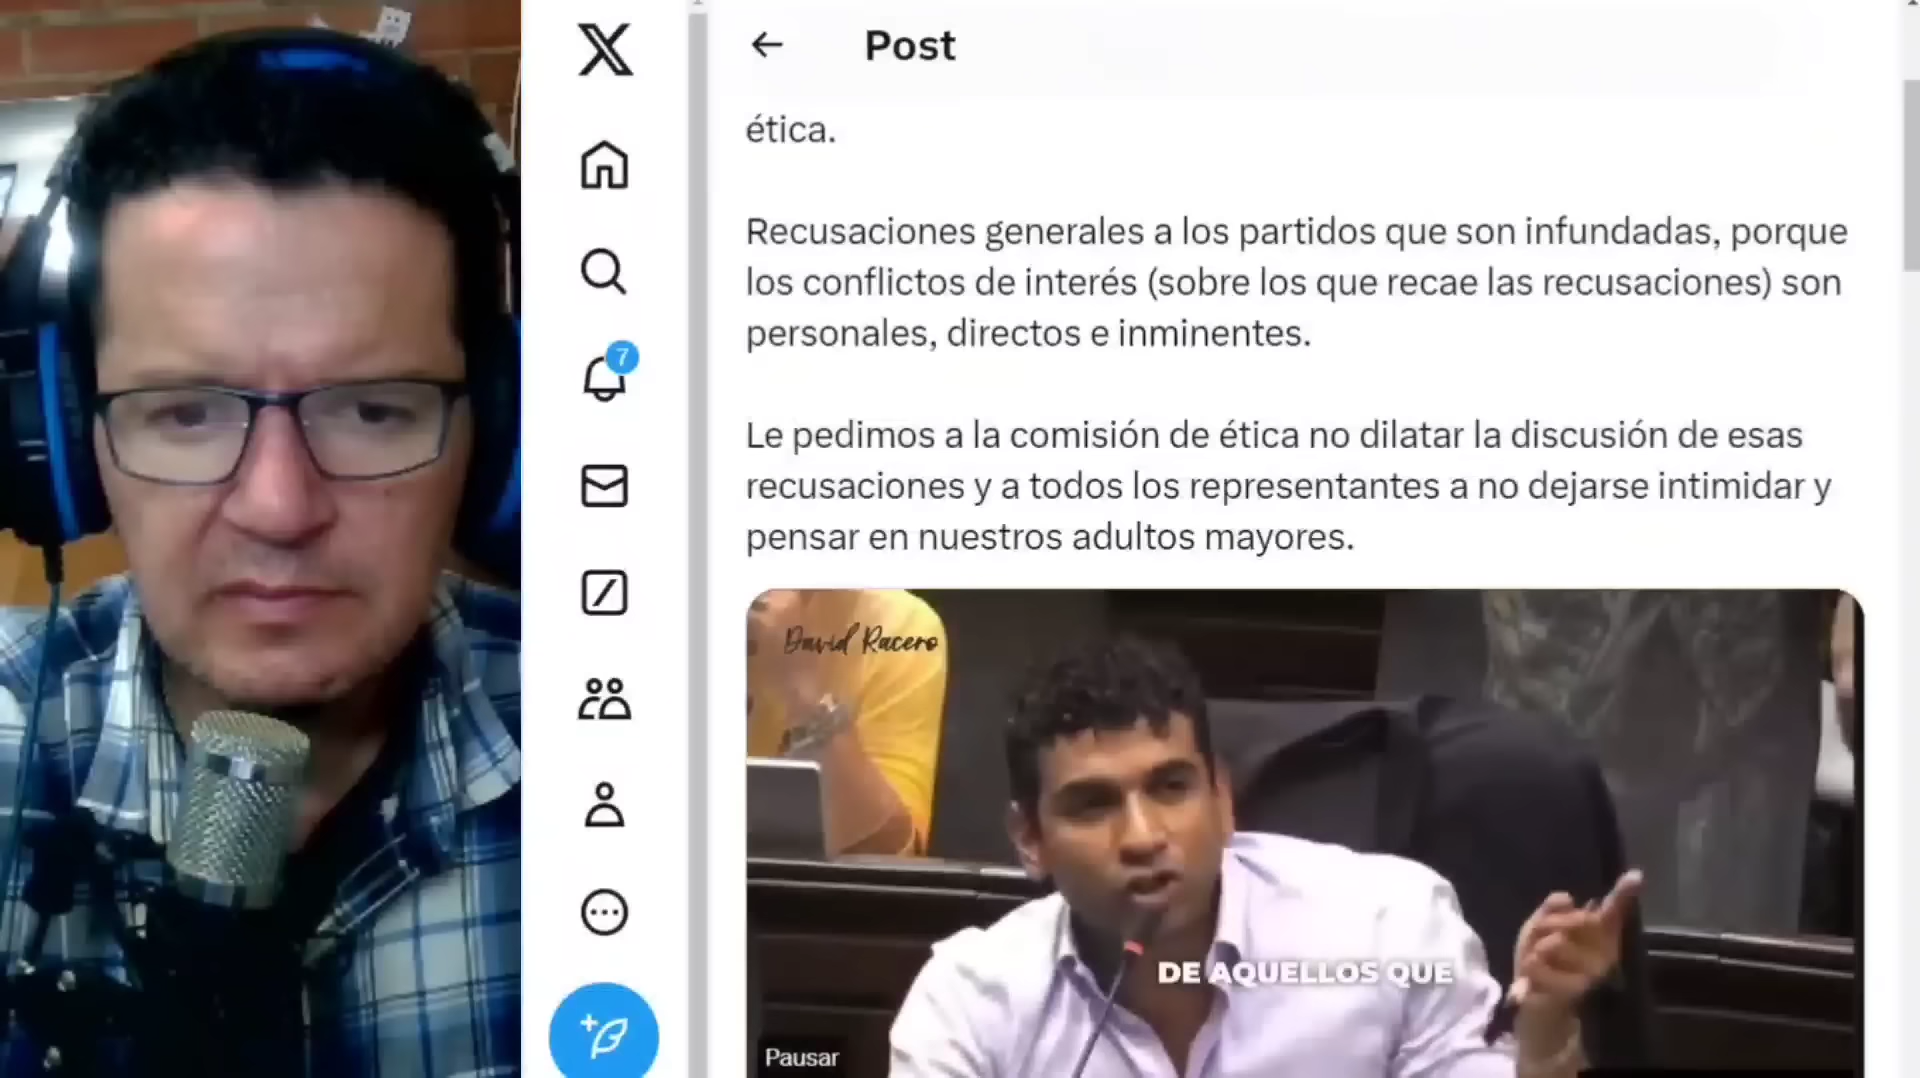 Post
ética.
Recusaciones generales a los partidos que son infundadas, porque
los conflictos de interés (sobre los que recae las recusaciones) son
personales, directos e inminentes.
7
Le pedimos a la comisión de ética no dilatar la discusión de esas
recusaciones y a todos los representantes a no dejarse intimidar y
pensar en nuestros adultos mayores.
David Racero
DE AQUELLOS QUE
Pausar